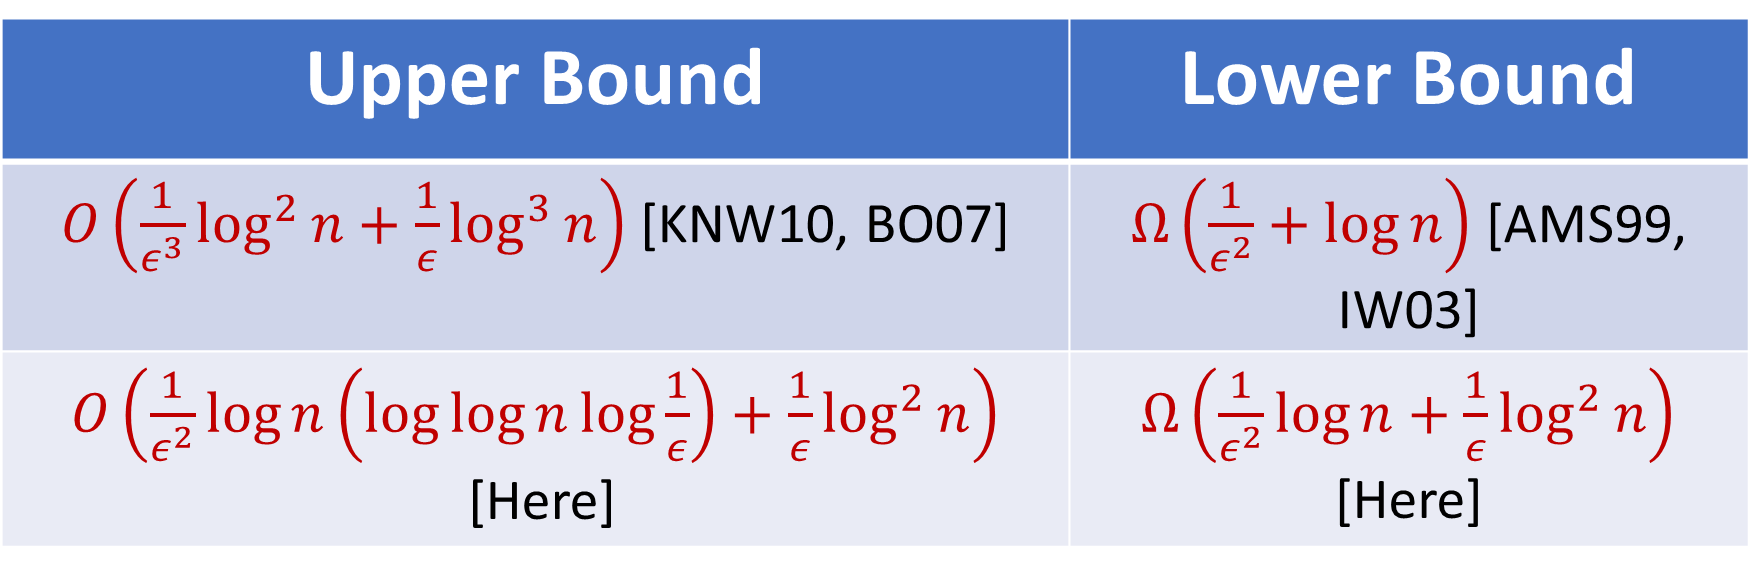 Upper Bound
Lower Bound
O(1/ϵ³ log² n + 1/ϵ log³ n) [KNW10, BO07]
Ω(1/ϵ² + log n) [AMS99,
IW03]
O(1/ϵ² log n (log log n log 1/ϵ) + 1/ϵ log² n)
[Here]
Ω(1/ϵ² log n + 1/ϵ log² n)
[Here]